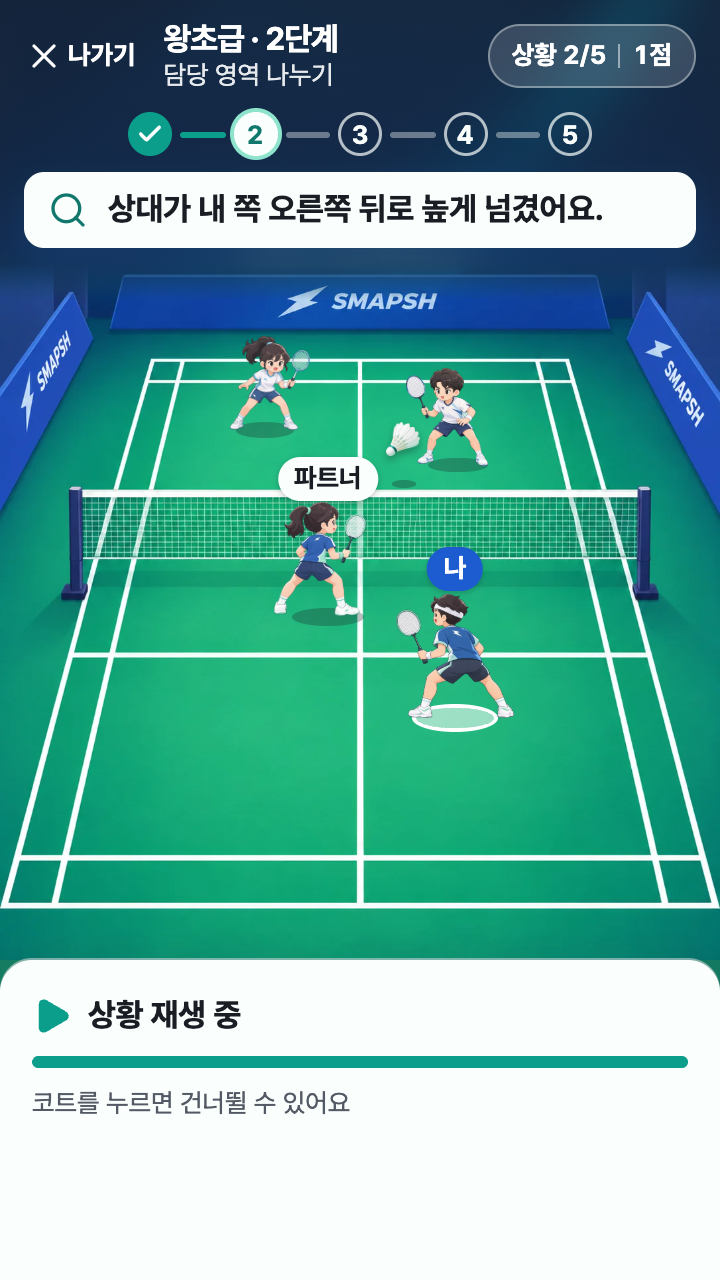 나가기
왕초급 · 2단계
담당 영역 나누기
상황 2/5 | 1점
2
3
4
5
상대가 내 쪽 오른쪽 뒤로 높게 넘겼어요.
SMAPSH
SMAPSH
SMAPSH
파트너
나
상황 재생 중
코트를 누르면 건너뛸 수 있어요